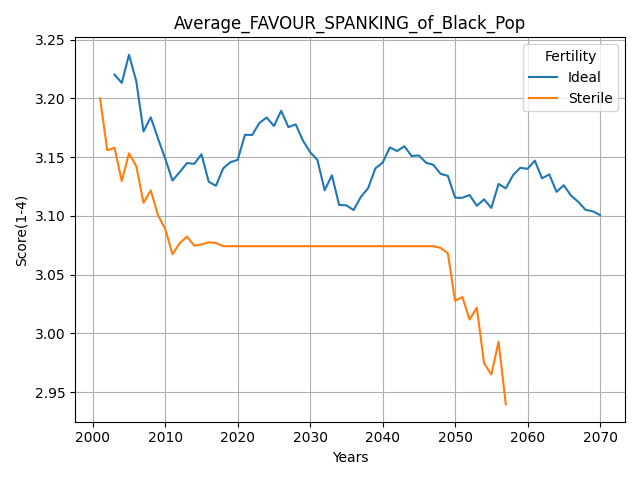 Average_FAVOUR_SPANKING_of_Black_Pop
Fertility
Ideal
Sterile
Score(1-4)
3.25
3.20
3.15
3.10
3.05
3.00
2.95
2000 2010 2020 2030 2040 2050 2060 2070
Years